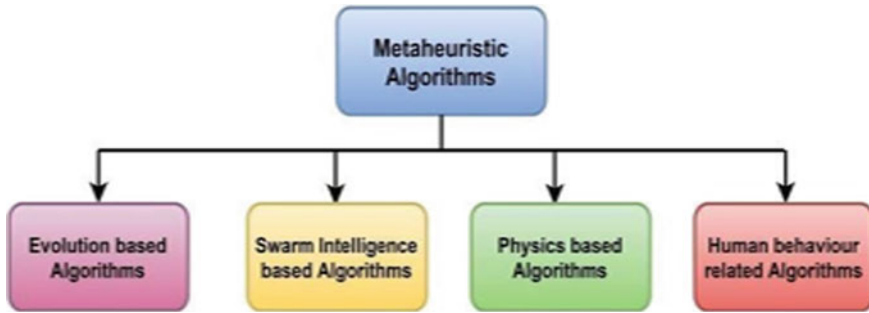 Metaheuristic
Algorithms
Evolution based
Algorithms
Swarm Intelligence
based Algorithms
Physics based
Algorithms
Human behaviour
related Algorithms